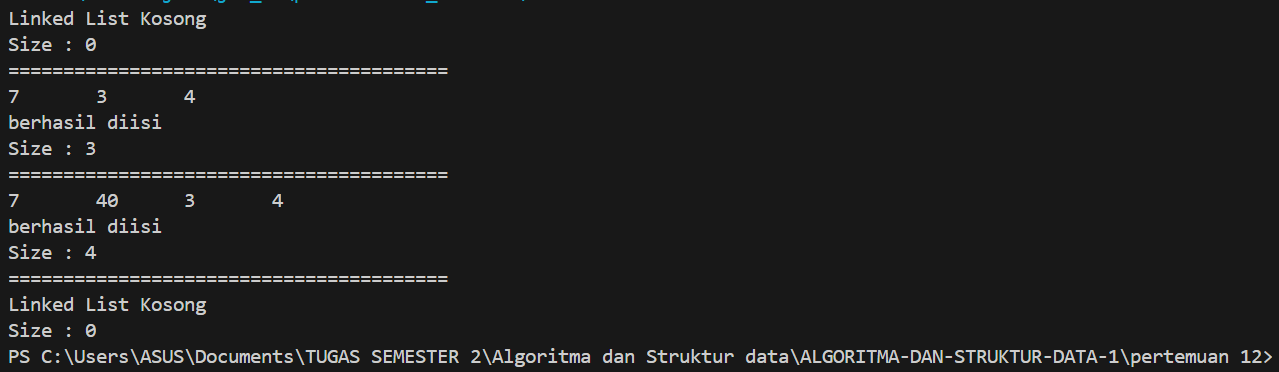 Linked List Kosong
Size : 0
========================================
7       3       4
berhasil diisi
Size : 3
========================================
7       40      3       4
berhasil diisi
Size : 4
========================================
Linked List Kosong
Size : 0
PS C:\Users\ASUS\Documents\TUGAS SEMESTER 2\Algoritma dan Struktur data\ALGORITMA-DAN-STRUKTUR-DATA-1\pertemuan 12>